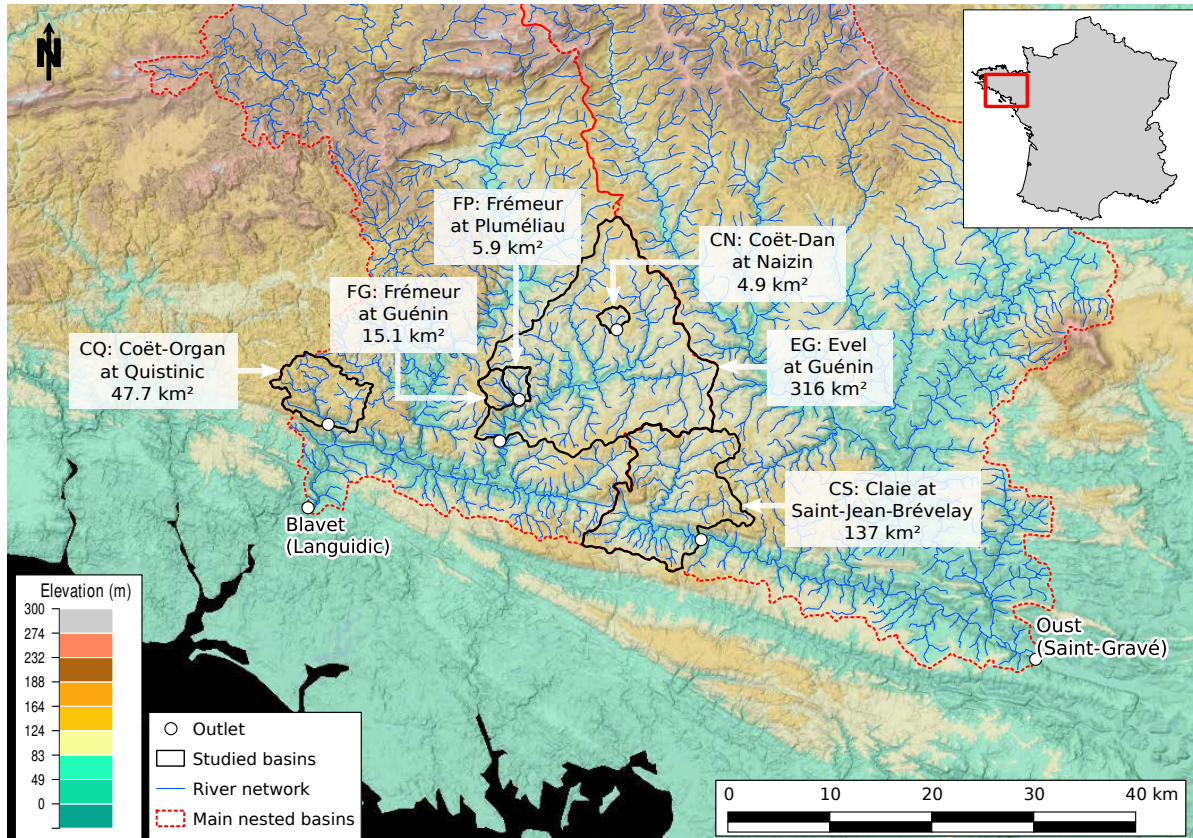 N
FP: Frémeur
at Pluméliau
5.9 km²
CN: Coët-Dan
at Naizin
4.9 km²
FG: Frémeur
at Guénin
15.1 km²
CQ: Coët-Organ
at Quistinic
47.7 km²
EG: Evel
at Guénin
316 km²
CS: Claie at
Saint-Jean-Brévelay
137 km²
Blavet
(Languidic)
Oust
(Saint-Gravé)
Elevation (m)
300
274
232
188
164
124
83
49
0
Outlet
Studied basins
River network
Main nested basins
0 10 20 30 40 km